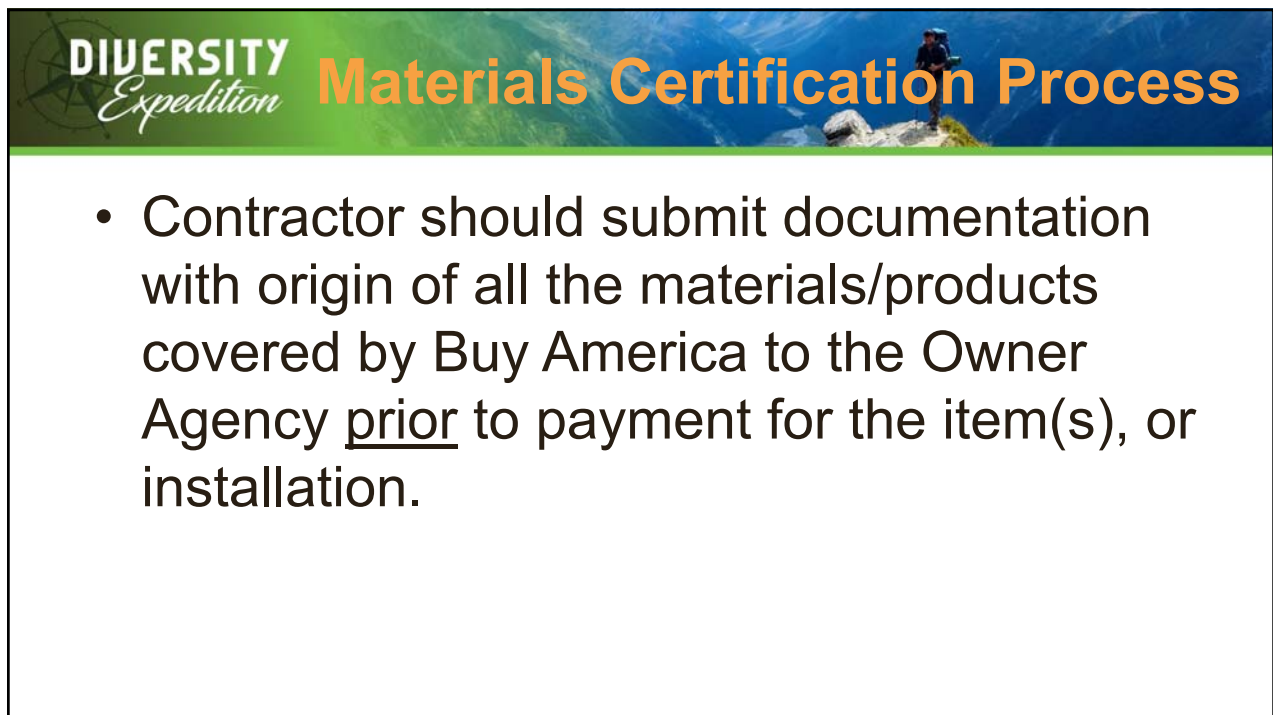 DIVERSITY
Expedition
Materials Certification Process
• Contractor should submit documentation
with origin of all the materials/products
covered by Buy America to the Owner
Agency prior to payment for the item(s), or
installation.